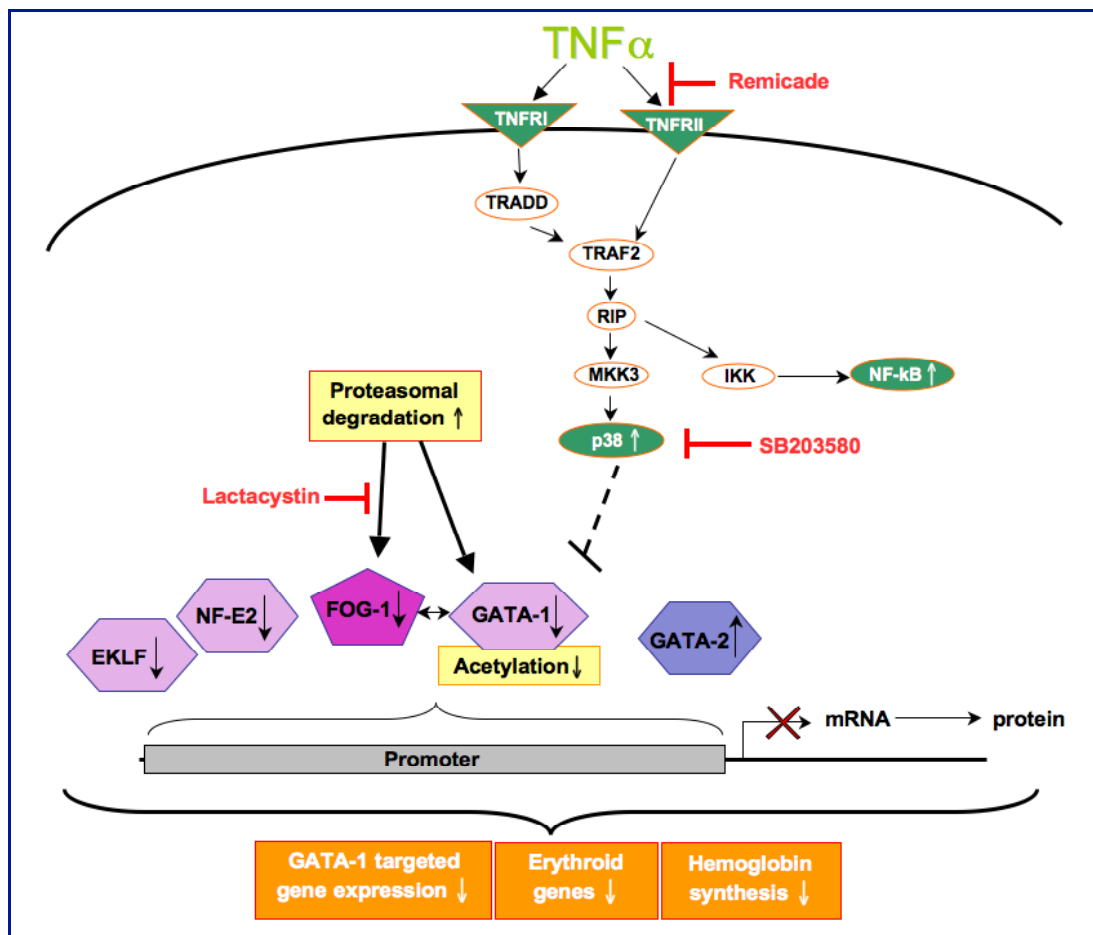 TNFα
Remicade
TNFRI
TNFRII
TRADD
TRAF2
RIP
MKK3
IKK
NF-kB ↑
Proteasomal
degradation ↑
p38 ↑
SB203580
Lactacystin
NF-E2 ↓
FOG-1 ↓
GATA-1 ↓
GATA-2 ↑
EKLF ↓
Acetylation ↓
mRNA
protein
Promoter
GATA-1 targeted
gene expression ↓
Erythroid
genes ↓
Hemoglobin
synthesis ↓